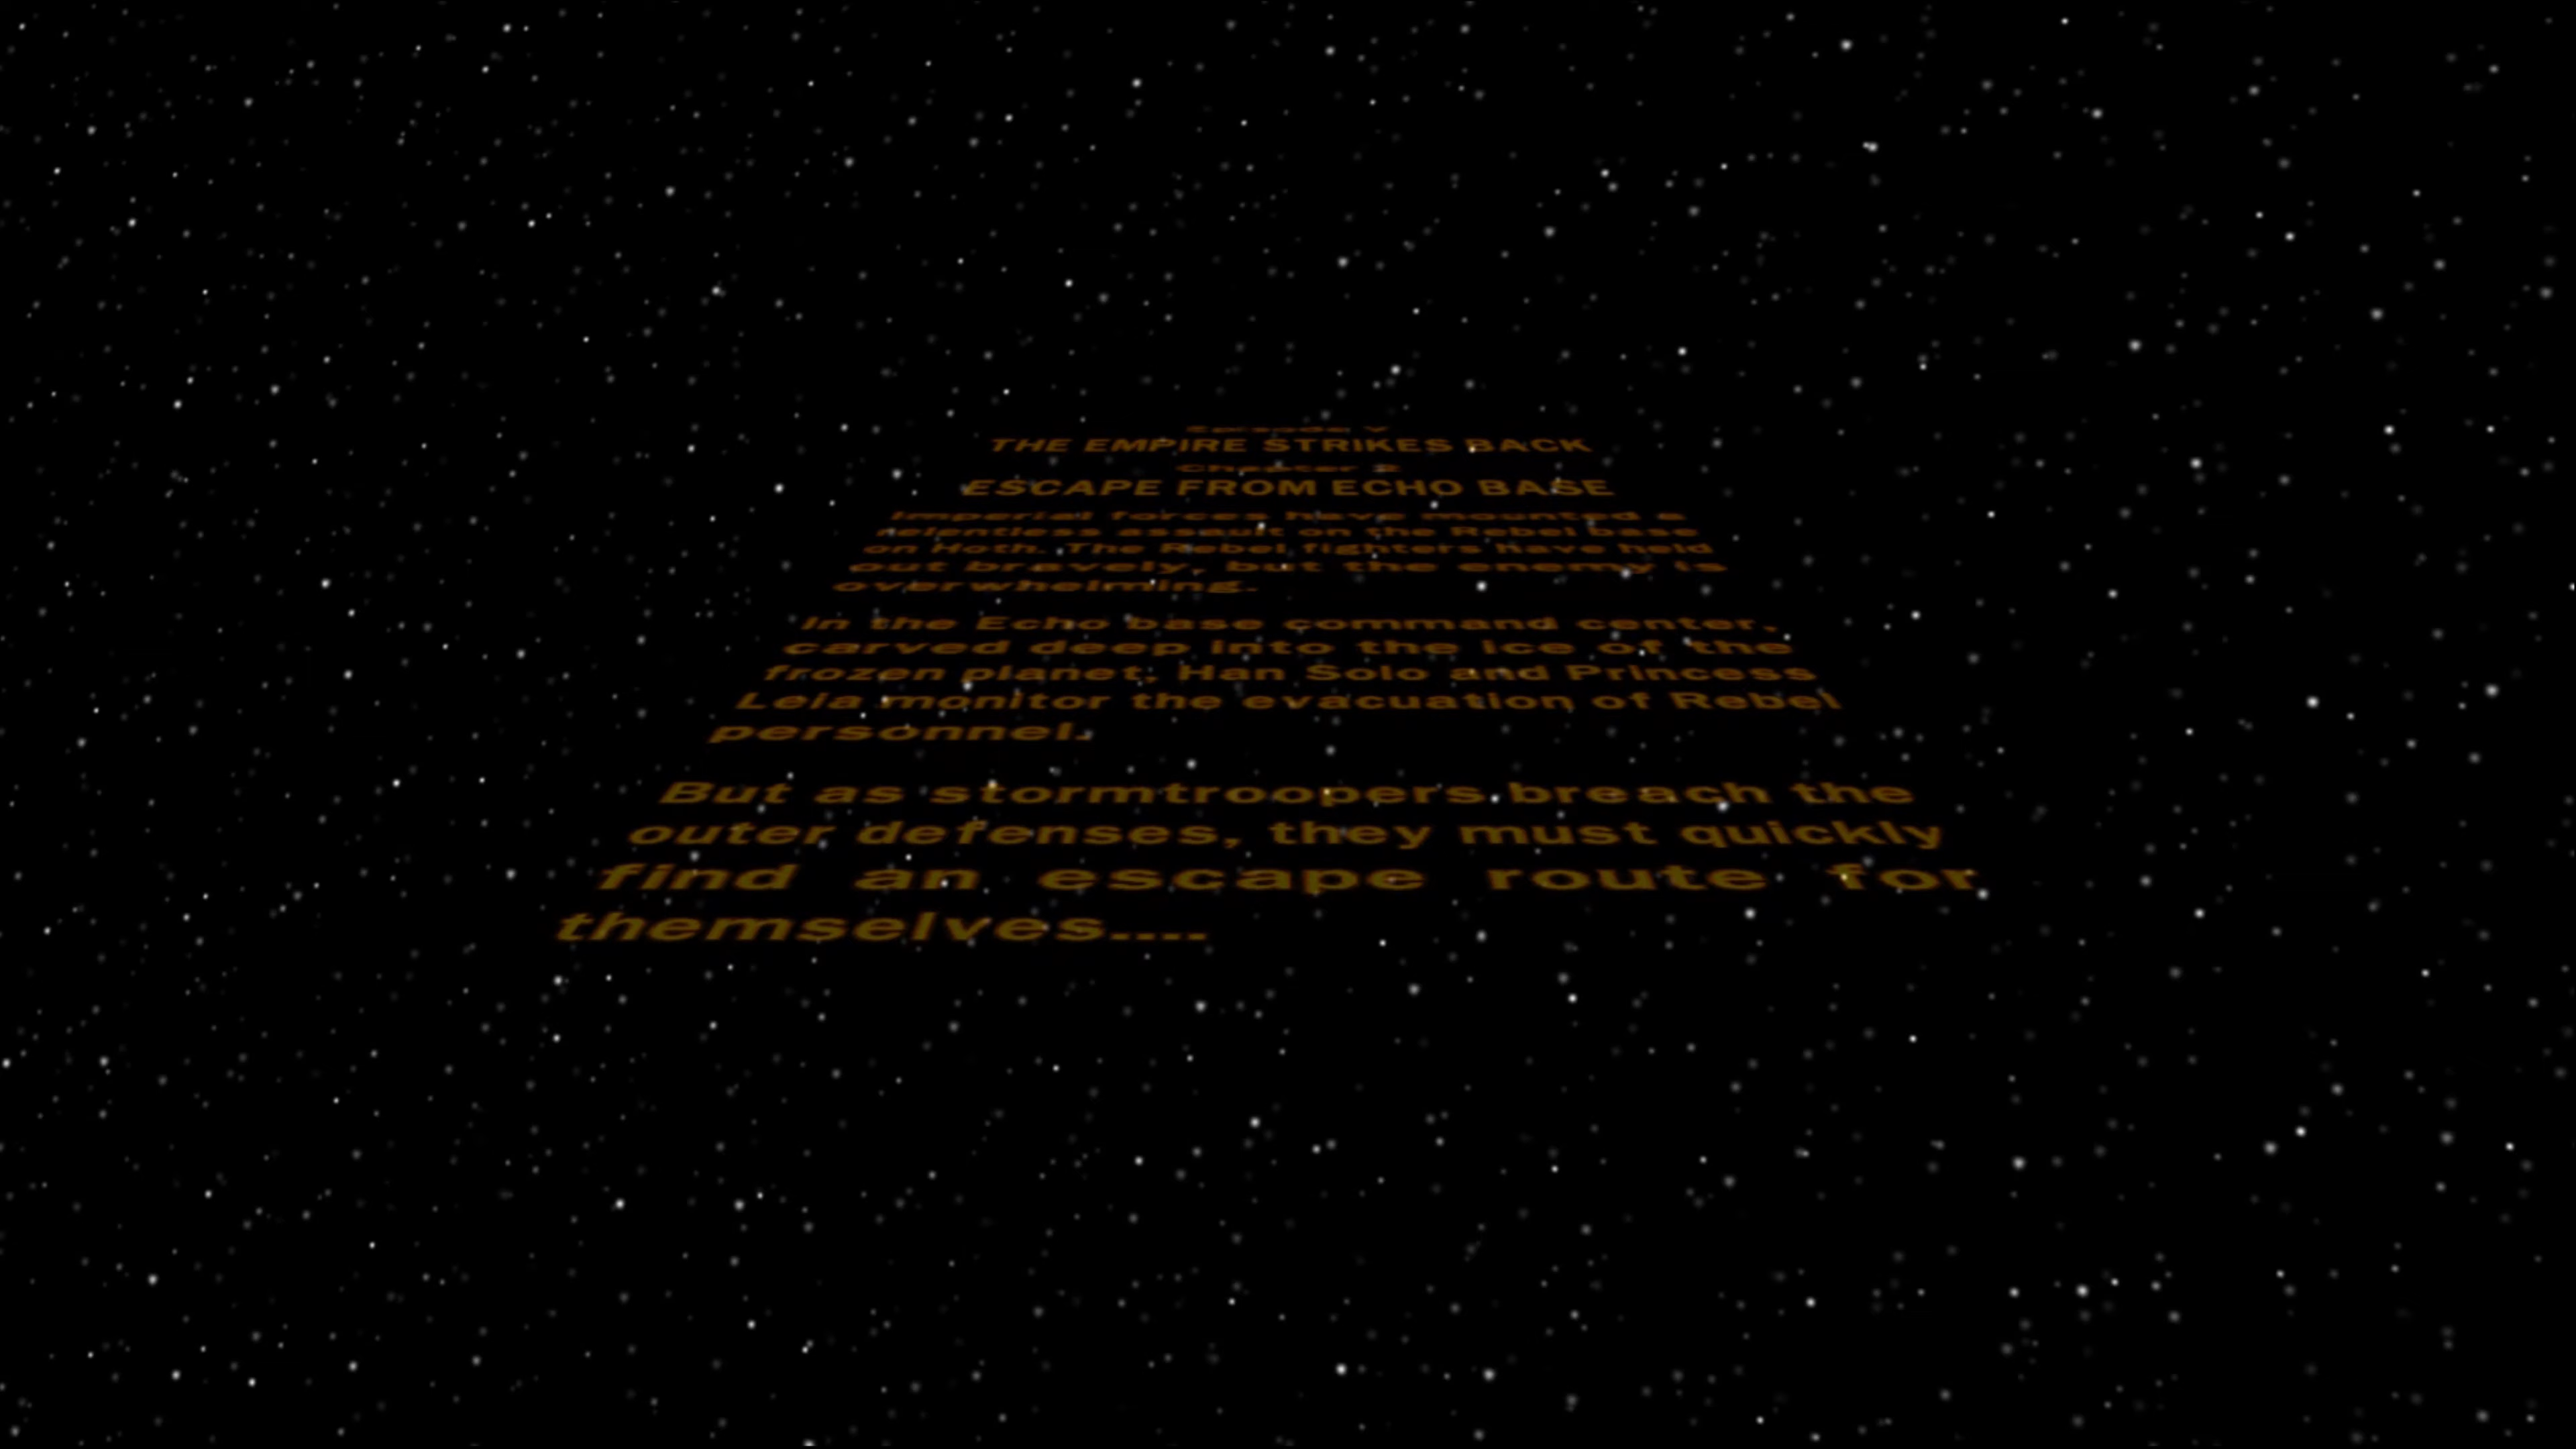 Episode V
THE EMPIRE STRIKES BACK
Chapter 2
ESCAPE FROM ECHO BASE
Imperial forces have mounted a
relentless assault on the Rebel base
on Hoth. The Rebel fighters have held
out bravely, but the enemy is
overwhelming.
In the Echo base command center,
carved deep into the ice of the
frozen planet, Han Solo and Princess
Leia monitor the evacuation of Rebel
personnel.
But as stormtroopers breach the
outer defenses, they must quickly
find an escape route for
themselves....